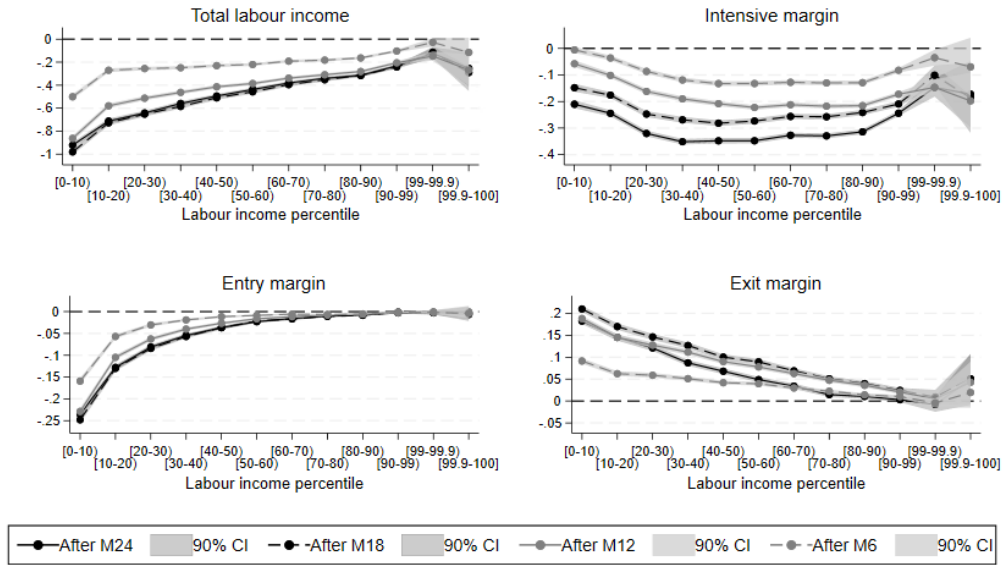 Total labour income
0
-.2
-.4
-.6
-.8
-1
[0-10) [20-30) [40-50) [60-70) [80-90) [99-99.9)
[10-20) [30-40) [50-60) [70-80) [90-99) [99.9-100]
Labour income percentile
Intensive margin
0
-.1
-.2
-.3
-.4
[0-10) [20-30) [40-50) [60-70) [80-90) [99-99.9)
[10-20) [30-40) [50-60) [70-80) [90-99) [99.9-100]
Labour income percentile
Entry margin
0
-.05
-.1
-.15
-.2
-.25
[0-10) [20-30) [40-50) [60-70) [80-90) [99-99.9)
[10-20) [30-40) [50-60) [70-80) [90-99) [99.9-100]
Labour income percentile
Exit margin
.2
.15
.1
.05
0
-.05
[0-10) [20-30) [40-50) [60-70) [80-90) [99-99.9)
[10-20) [30-40) [50-60) [70-80) [90-99) [99.9-100]
Labour income percentile
After M24 90% CI After M18 90% CI After M12 90% CI After M6 90% CI